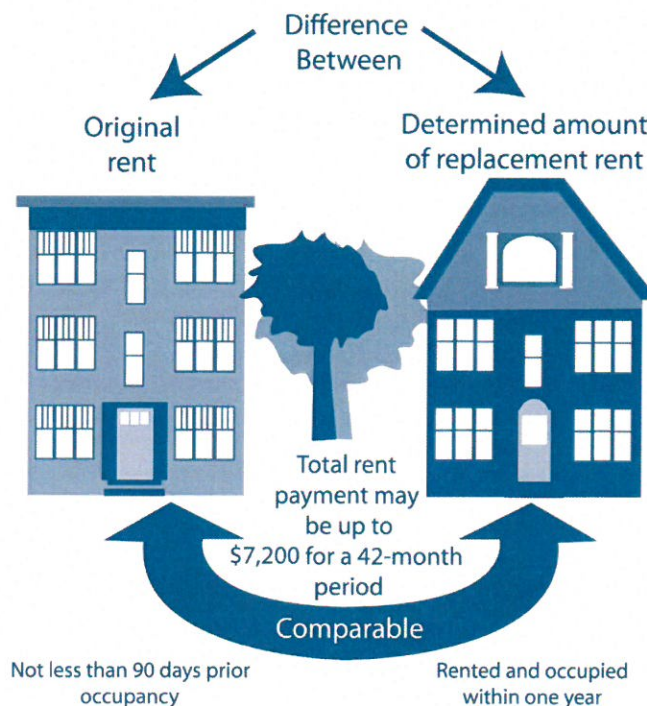 Difference
Between
Original
rent
Determined amount
of replacement rent
Total rent
payment may
be up to
$7,200 for a 42-month
period
Comparable
Not less than 90 days prior
occupancy
Rented and occupied
within one year